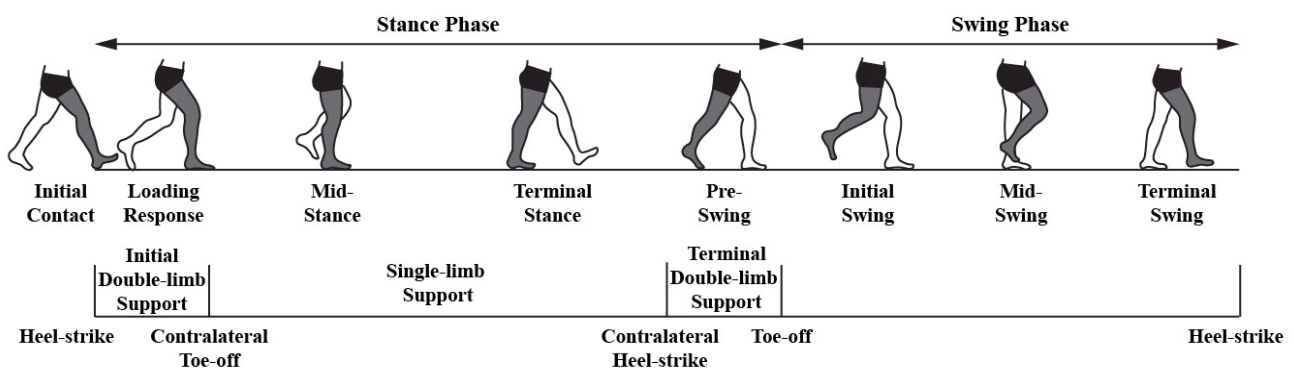 Stance Phase
Swing Phase
Initial
Contact
Loading
Response
Mid-
Stance
Terminal
Stance
Pre-
Swing
Initial
Swing
Mid-
Swing
Terminal
Swing
Initial
Double-limb
Support
Single-limb
Support
Terminal
Double-limb
Support
Heel-strike
Contralateral
Toe-off
Contralateral
Heel-strike
Toe-off
Heel-strike